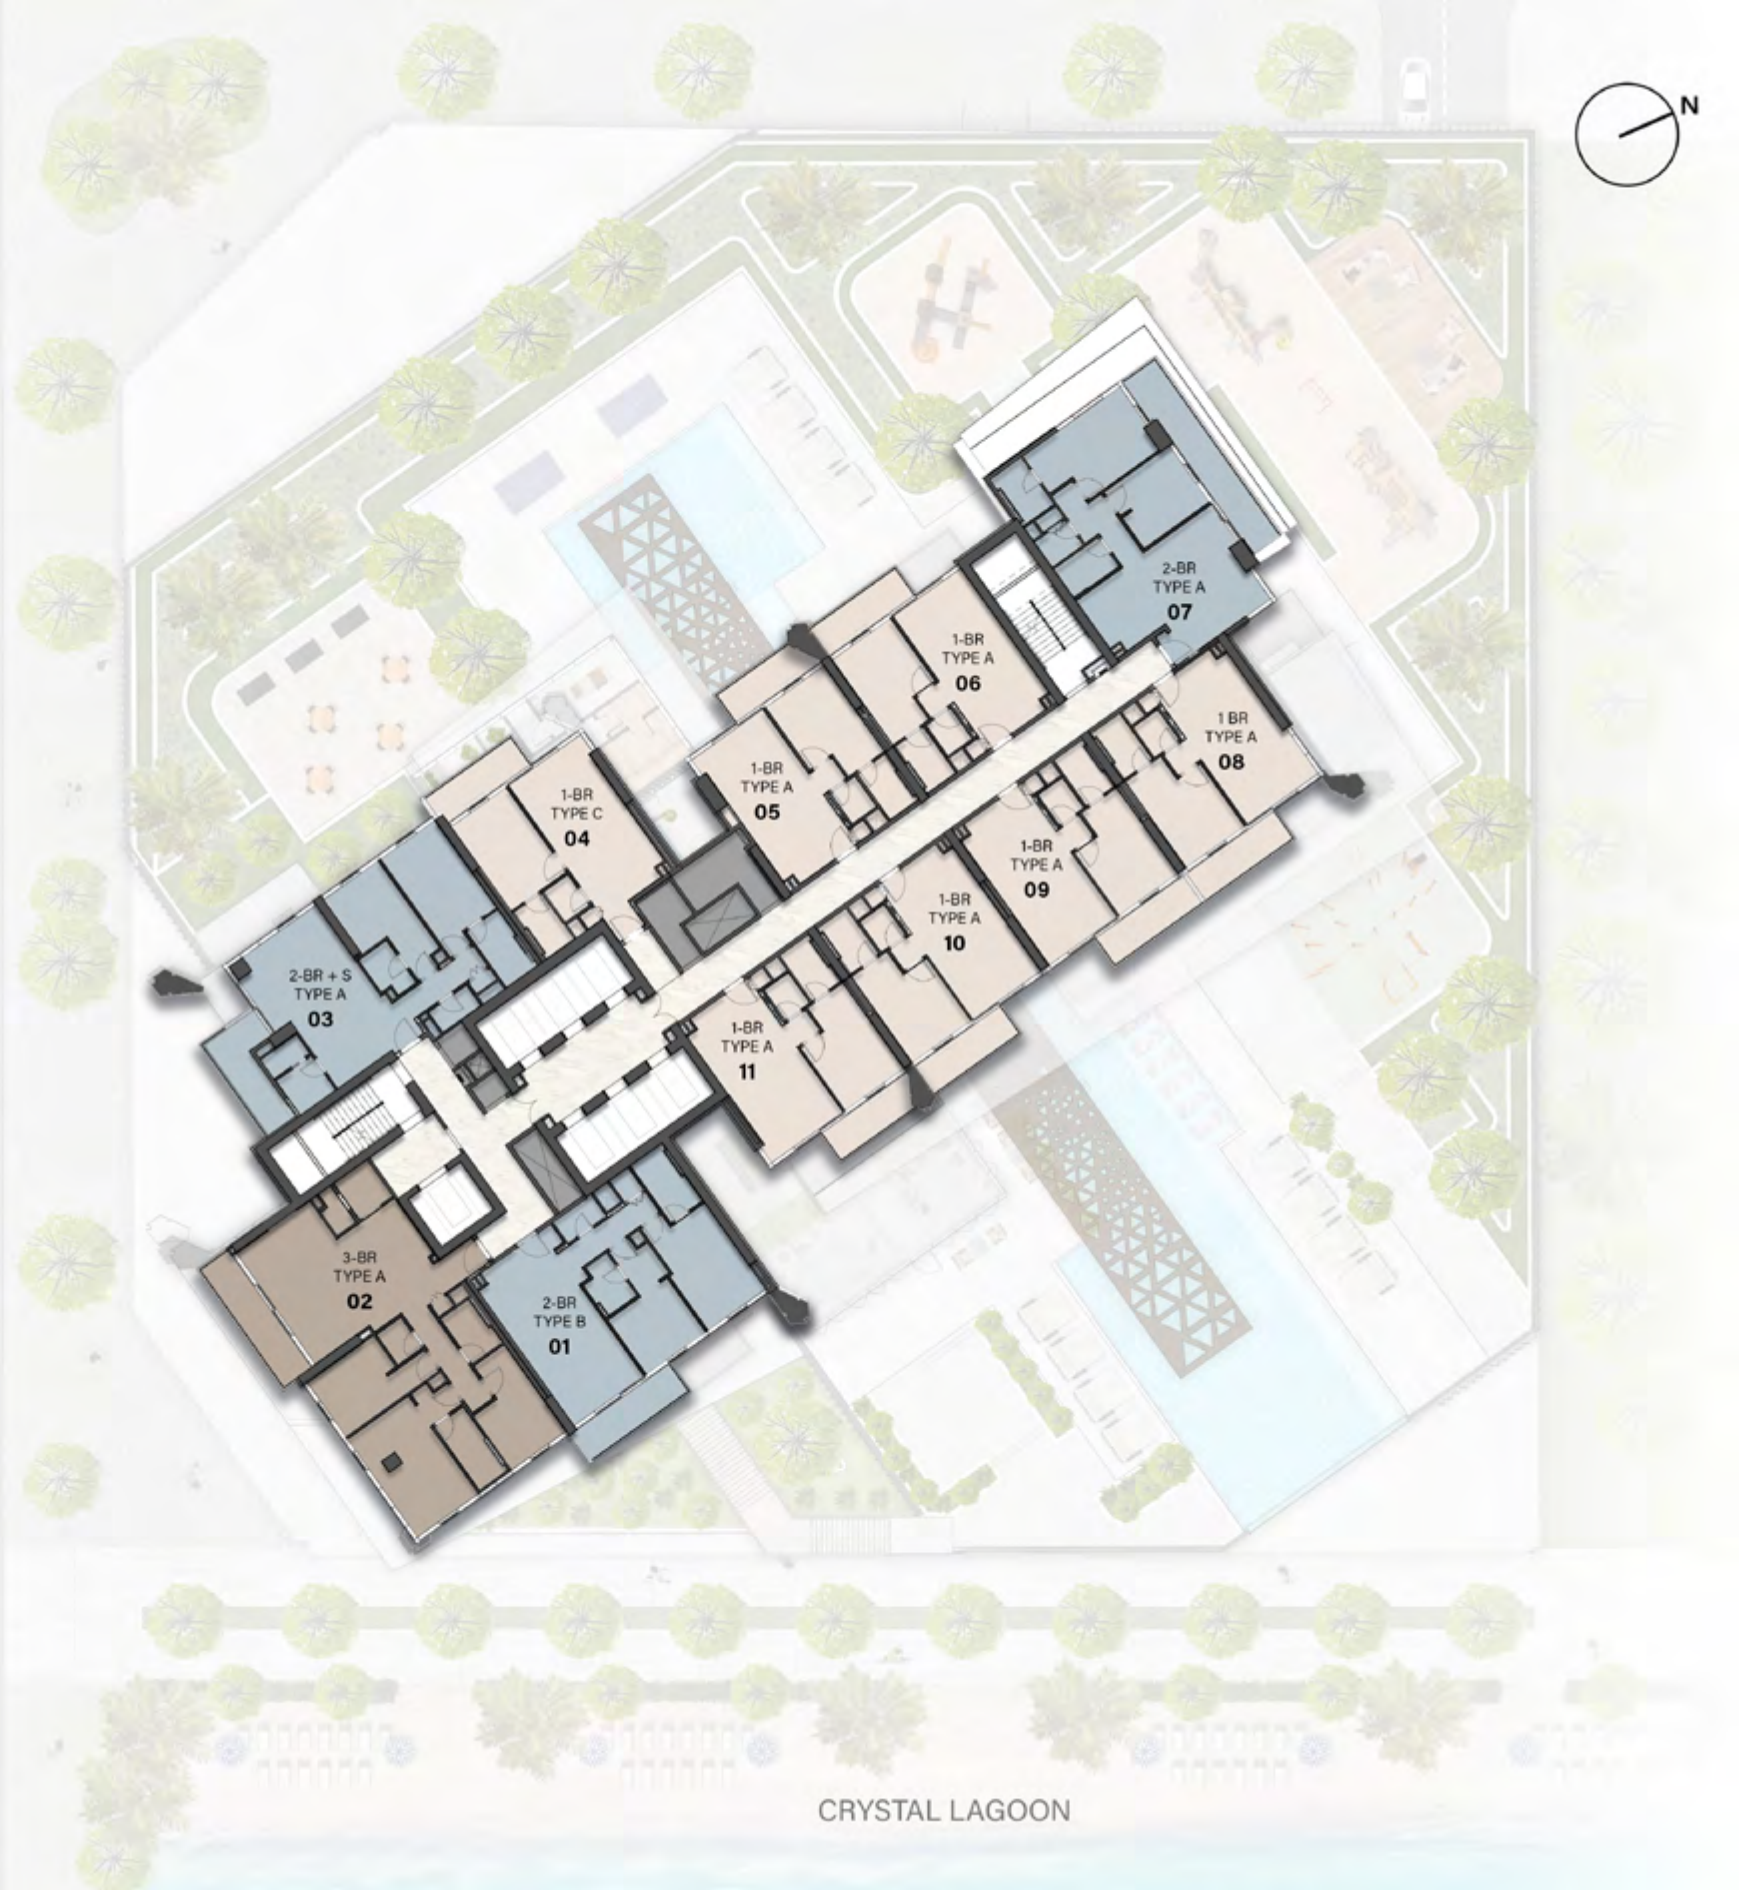 N
2-BR
TYPE A
07
1-BR
TYPE A
06
1 BR
TYPE A
08
1-BR
TYPE A
05
1-BR
TYPE C
04
1-BR
TYPE A
09
1-BR
TYPE A
10
2-BR + S
TYPE A
03
1-BR
TYPE A
11
3-BR
TYPE A
02
2-BR
TYPE B
01
CRYSTAL LAGOON